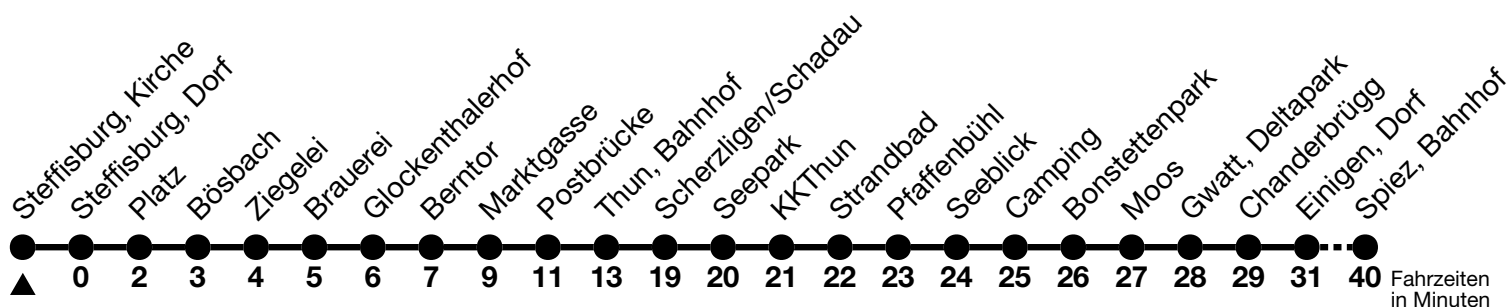 Steffisburg, Kirche
Steffisburg, Dorf
Platz
Bösbach
Ziegelei
Brauerei
Glockenthalerhof
Berntor
Marktgasse
Postbrücke
Thun, Bahnhof
Scherzligen/Schadau
Seepark
KKThun
Strandbad
Pfaffenbühl
Seeblick
Camping
Bonstettenpark
Moos
Gwatt, Deltapark
Chanderbrügg
Einigen, Dorf
Spiez, Bahnhof
0 2 3 4 5 6 7 9 11 13 19 20 21 22 23 24 25 26 27 28 29 31 40 Fahrzeiten
in Minuten